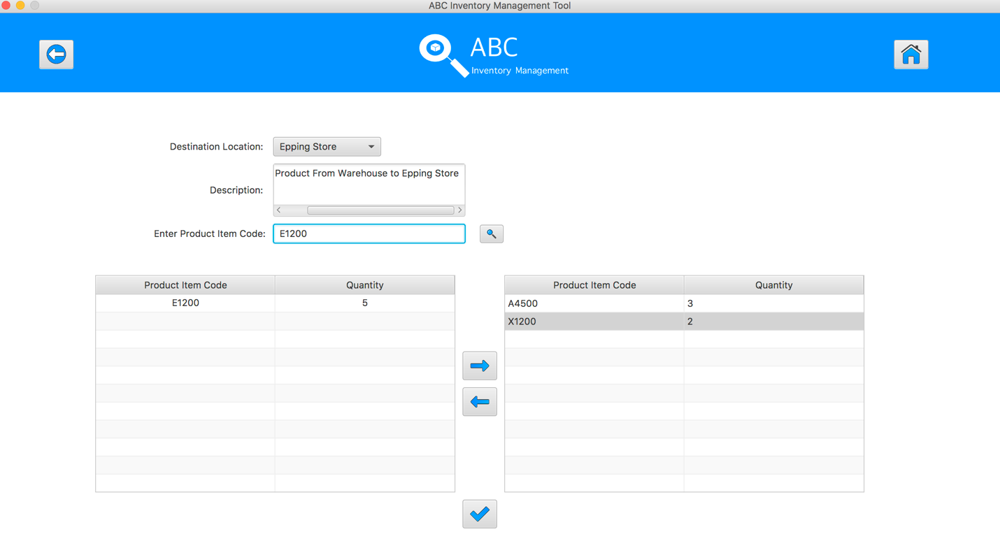 ABC Inventory Management Tool
ABC
Inventory Management
Destination Location: Epping Store
Description: Product From Warehouse to Epping Store
Enter Product Item Code: E1200
Product Item Code Quantity
E1200 5
Product Item Code Quantity
A4500 3
X1200 2